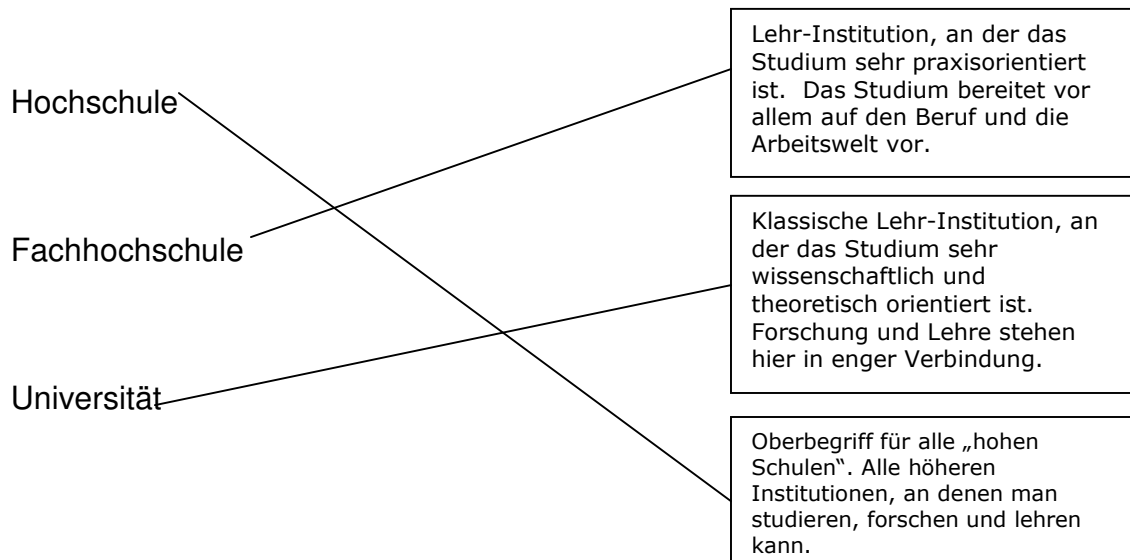 Hochschule
Fachhochschule
Universität
Lehr-Institution, an der das
Studium sehr praxisorientiert
ist.  Das Studium bereitet vor
allem auf den Beruf und die
Arbeitswelt vor.
Klassische Lehr-Institution, an
der das Studium sehr
wissenschaftlich und
theoretisch orientiert ist.
Forschung und Lehre stehen
hier in enger Verbindung.
Oberbegriff für alle „hohen
Schulen“. Alle höheren
Institutionen, an denen man
studieren, forschen und lehren
kann.